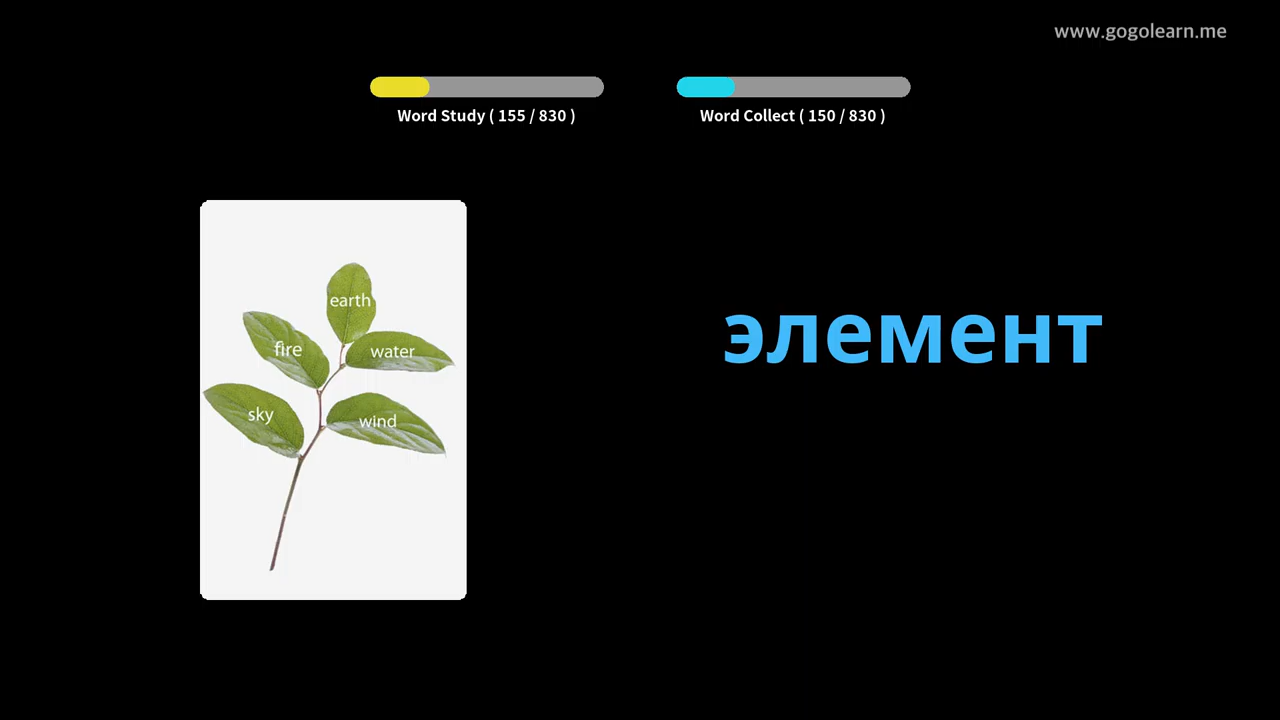 www.gogolearn.me
Word Study ( 155 / 830 )
Word Collect ( 150 / 830 )
earth
fire
water
sky
wind
элемент